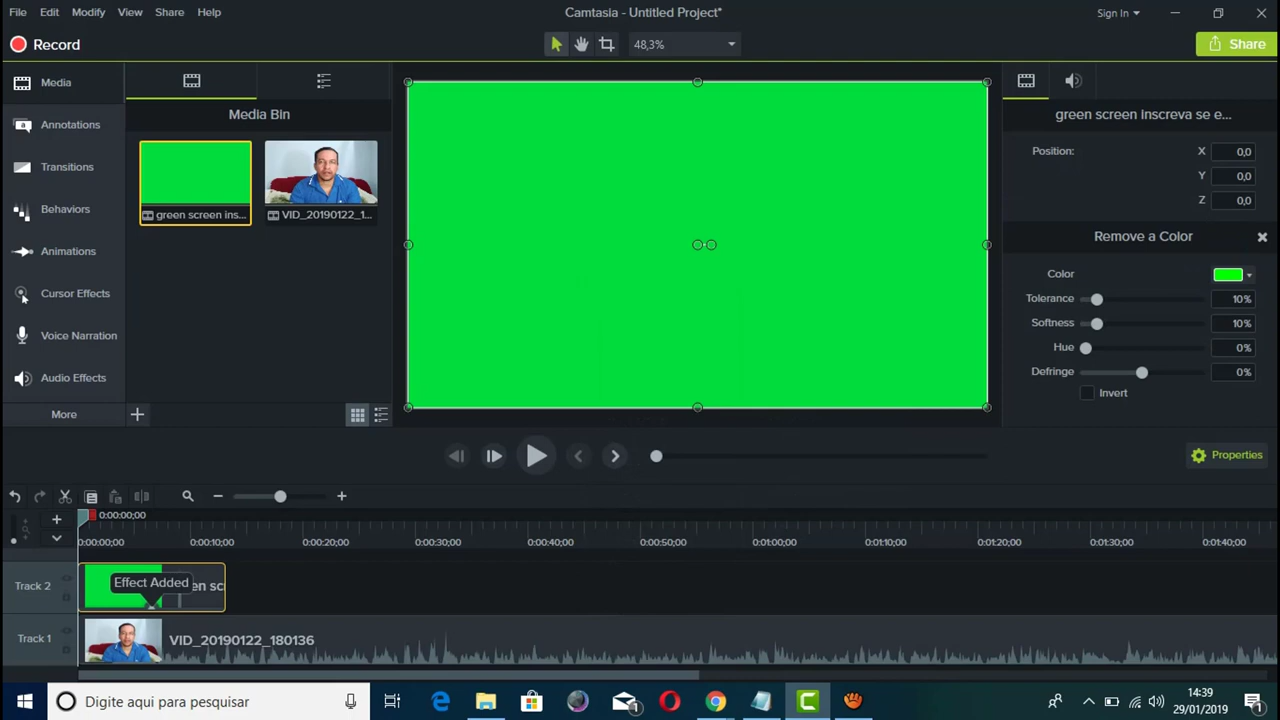 File Edit Modify View Share Help
Camtasia - Untitled Project*
Sign In
Record
48,3%
Share
Media
Annotations
Transitions
Behaviors
Animations
Cursor Effects
Voice Narration
Audio Effects
More
Media Bin
green screen ins...
VID_20190122_1...
green screen inscreva se e...
Position: X 0,0
Y 0,0
Z 0,0
Remove a Color
Color
Tolerance 10%
Softness 10%
Hue 0%
Defringe 0%
Invert
Properties
0:00:00;00
0:00:00;00 0:00:10;00 0:00:20;00 0:00:30;00 0:00:40;00 0:00:50;00 0:01:00;00 0:01:10;00 0:01:20;00 0:01:30;00 0:01:40;00
Track 2
Effect Added
en scr
Track 1
VID_20190122_180136
Digite aqui para pesquisar
1
14:39
29/01/2019
1